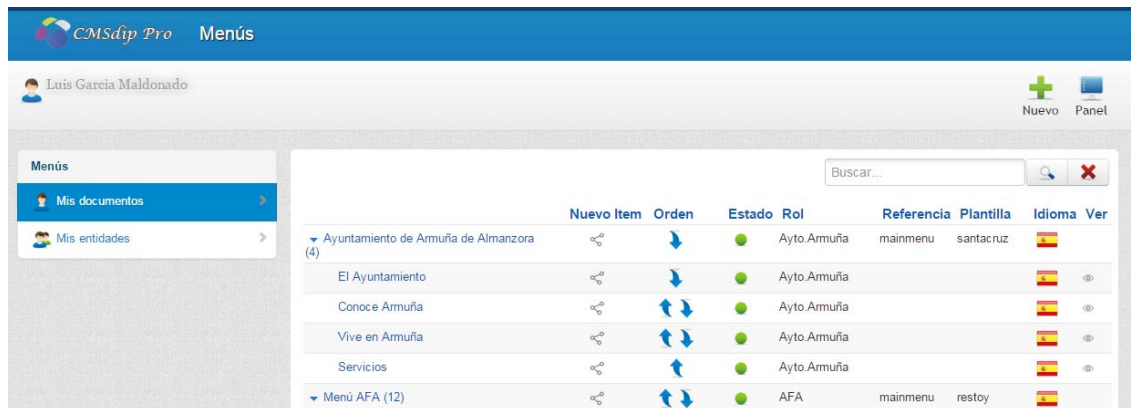 CMSdip Pro Menús
Luis Garcia Maldonado
Nuevo Panel
Menús
Mis documentos
Mis entidades
Buscar...
Nuevo Item Orden Estado Rol Referencia Plantilla Idioma Ver
Ayuntamiento de Armuña de Almanzora
(4) Ayto.Armuña mainmenu santacruz
El Ayuntamiento Ayto.Armuña
Conoce Armuña Ayto.Armuña
Vive en Armuña Ayto.Armuña
Servicios Ayto.Armuña
Menú AFA (12) AFA mainmenu restoy